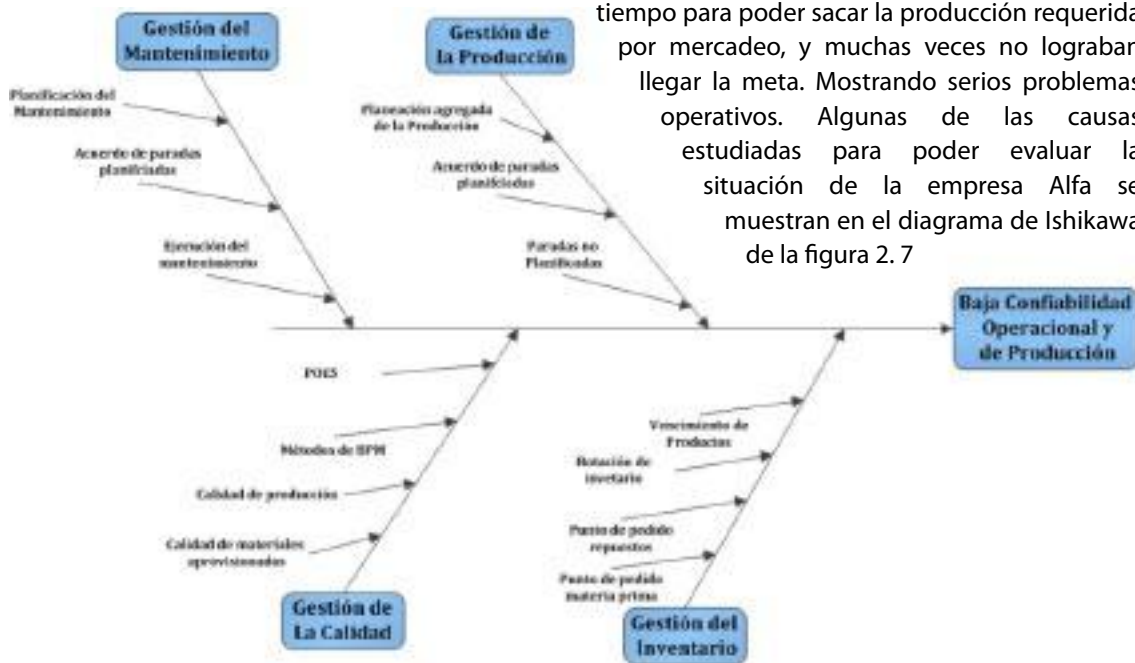 tiempo para poder sacar la producción requerida
por mercadeo, y muchas veces no lograban
llegar la meta. Mostrando serios problemas
operativos. Algunas de las causas
estudiadas para poder evaluar la
situación de la empresa Alfa se
muestran en el diagrama de Ishikawa
de la figura 2. 7
Gestión del
Mantenimiento
Planificación del
Mantenimiento
Acuerdo de paradas
planifciadas
Ejecución del
mantenimiento
Gestión de
la Producción
Planeación agregada
de la Producción
Acuerdo de paradas
planifciadas
Paradas no
Planificadas
Baja Confiabilidad
Operacional y
de Producción
POES
Métodos de BPM
Calidad de producción
Calidad de materiales
aprovisionados
Gestión de
La Calidad
Vencimiento de
Productos
Rotación de
invetario
Punto de pedido
repuestos
Punto de pedido
materia prima
Gestión del
Inventario